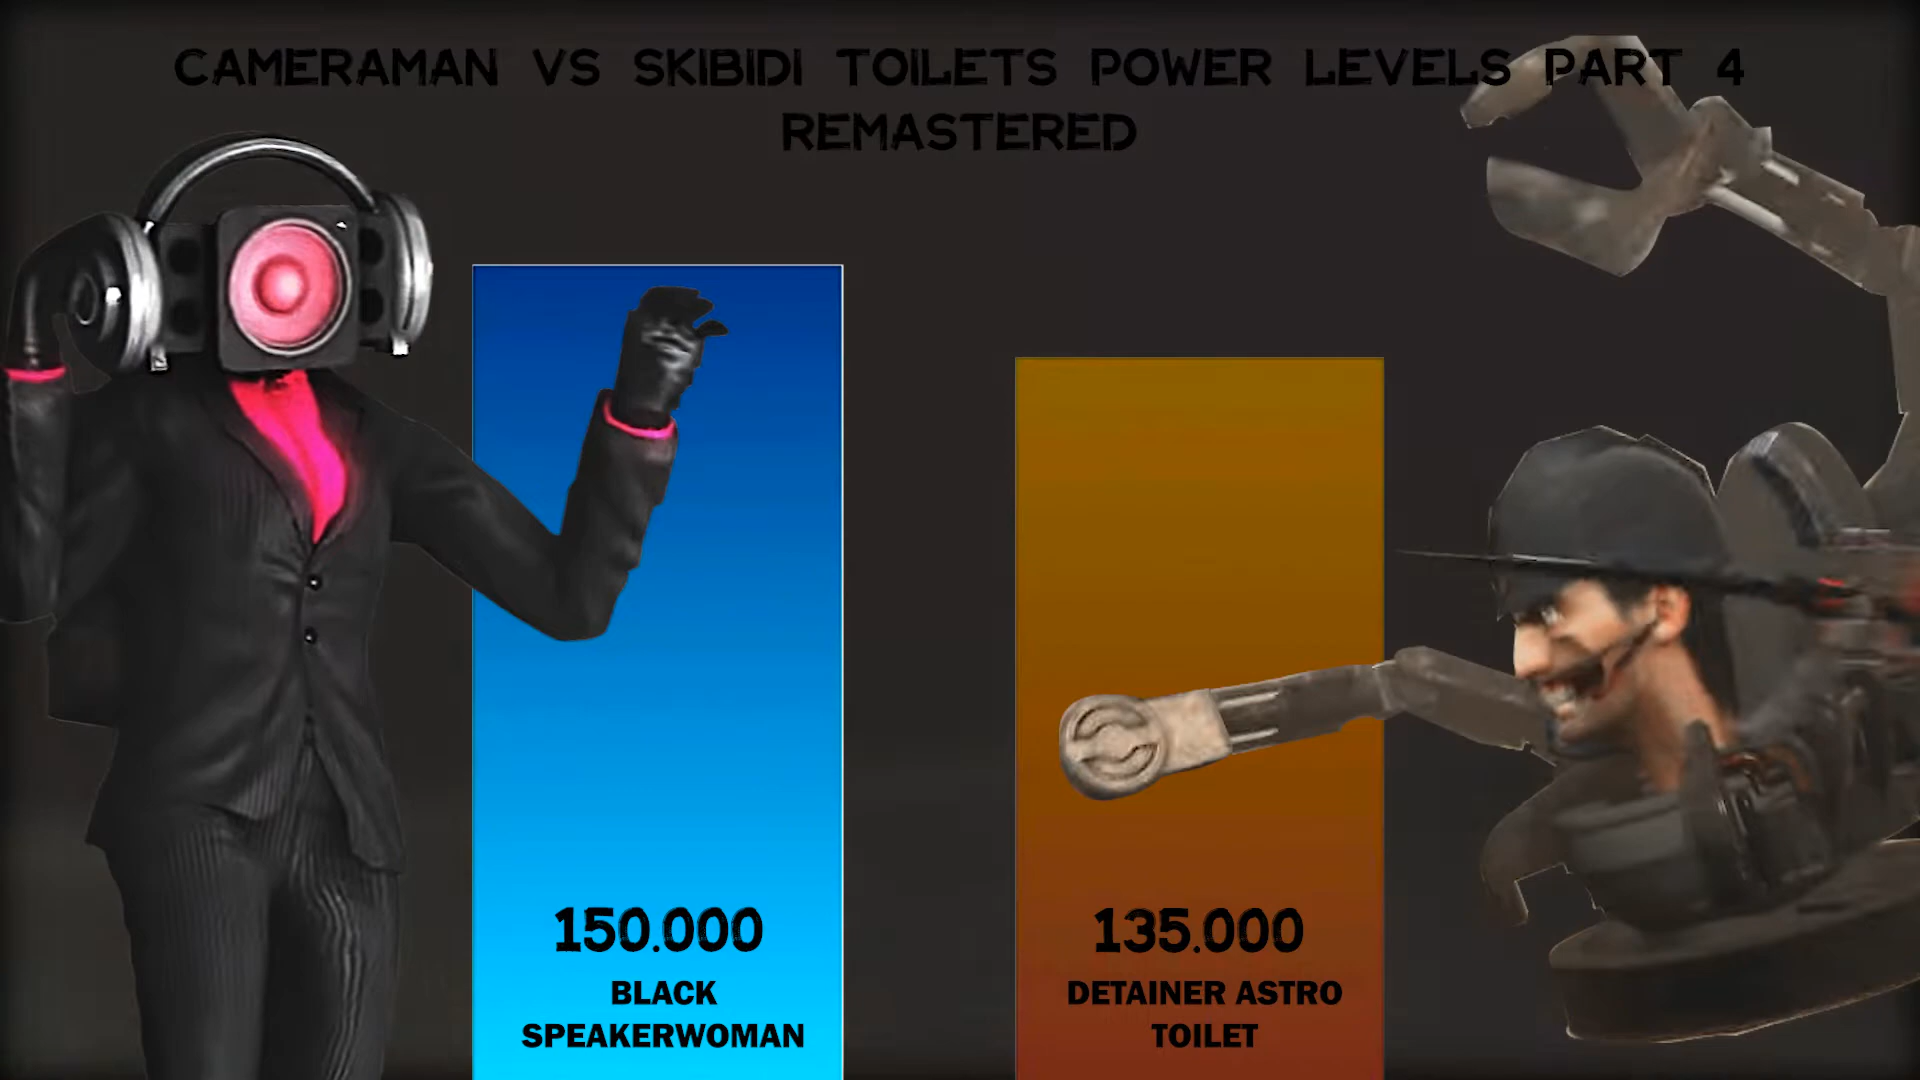 CAMERAMAN VS SKIBIDI TOILETS POWER LEVELS PART 4
REMASTERED
150.000
BLACK
SPEAKERWOMAN
135.000
DETAINER ASTRO
TOILET